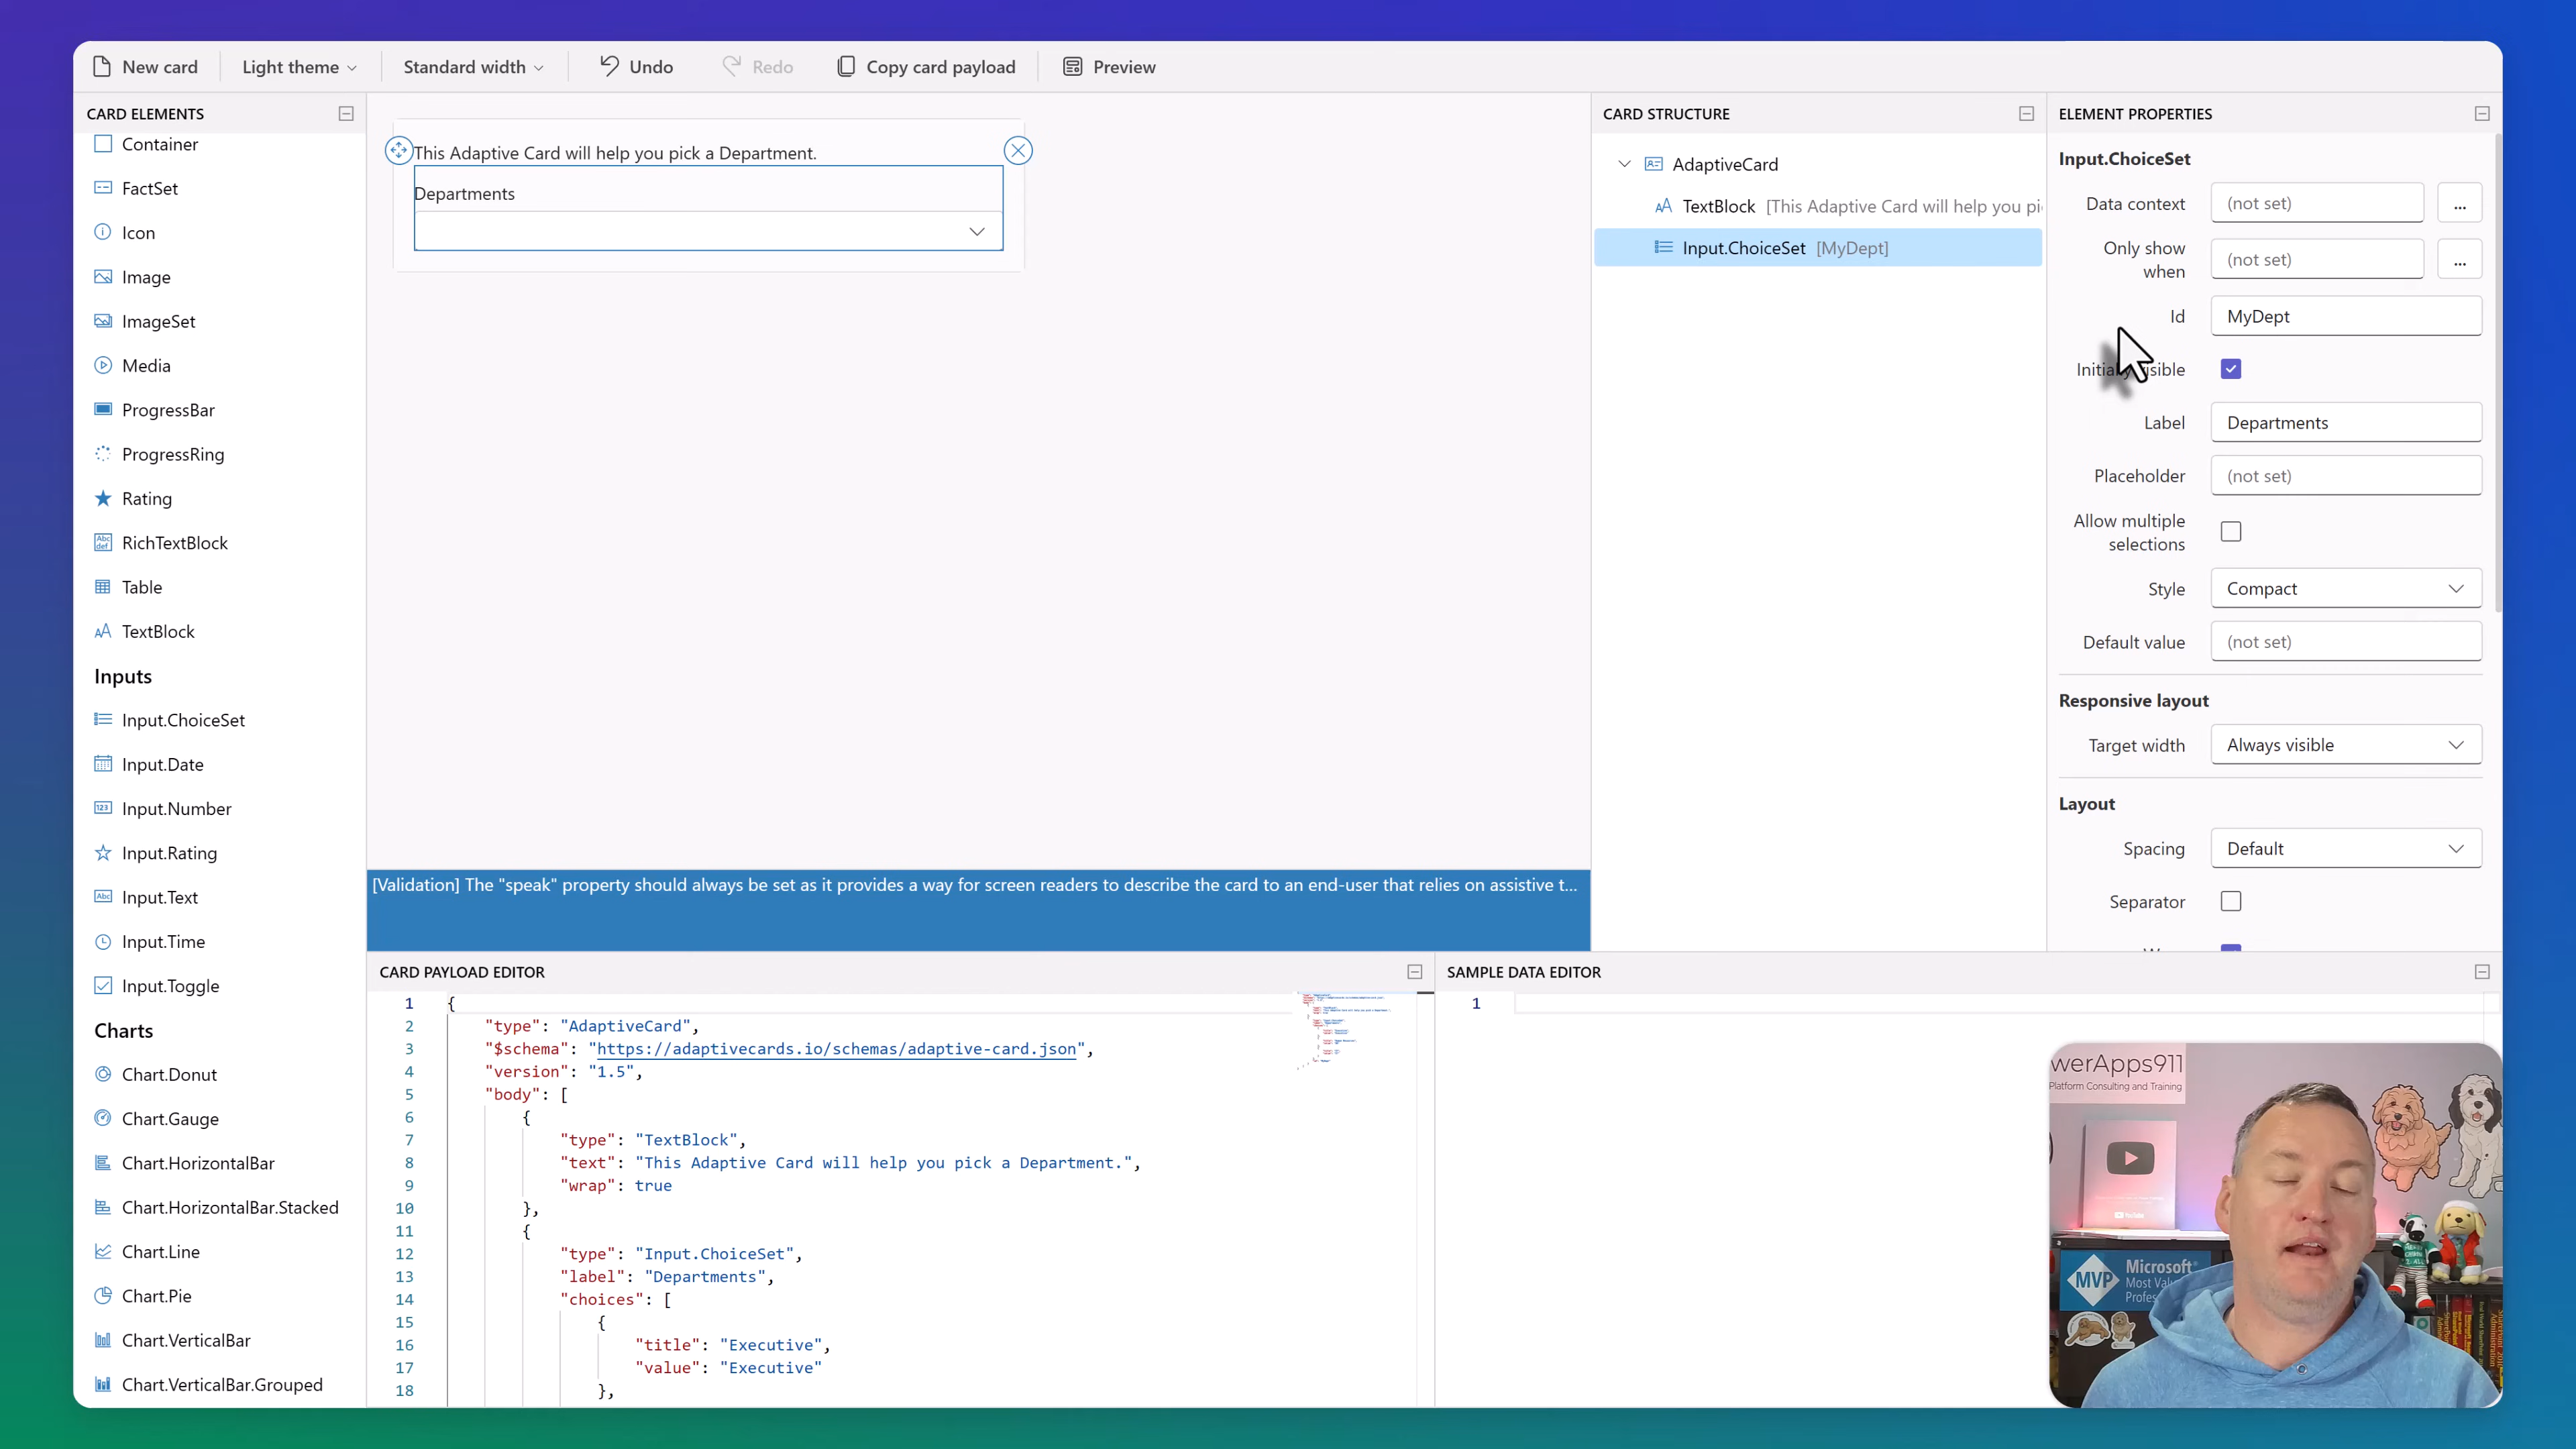 New card
Light theme
Standard width
Undo
Redo
Copy card payload
Preview
CARD ELEMENTS
Container
FactSet
Icon
Image
ImageSet
Media
ProgressBar
ProgressRing
Rating
RichTextBlock
Table
TextBlock
Inputs
Input.ChoiceSet
Input.Date
Input.Number
Input.Rating
Input.Text
Input.Time
Input.Toggle
Charts
Chart.Donut
Chart.Gauge
Chart.HorizontalBar
Chart.HorizontalBar.Stacked
Chart.Line
Chart.Pie
Chart.VerticalBar
Chart.VerticalBar.Grouped
This Adaptive Card will help you pick a Department.
Departments
[Validation] The "speak" property should always be set as it provides a way for screen readers to describe the card to an end-user that relies on assistive t...
CARD STRUCTURE
AdaptiveCard
TextBlock [This Adaptive Card will help you pi
Input.ChoiceSet [MyDept]
ELEMENT PROPERTIES
Input.ChoiceSet
Data context (not set) ...
Only show
when (not set) ...
Id MyDept
Initially visible
Label Departments
Placeholder (not set)
Allow multiple
selections
Style Compact
Default value (not set)
Responsive layout
Target width Always visible
Layout
Spacing Default
Separator
CARD PAYLOAD EDITOR
1 {
2 "type": "AdaptiveCard",
3 "$schema": "https://adaptivecards.io/schemas/adaptive-card.json",
4 "version": "1.5",
5 "body": [
6 {
7 "type": "TextBlock",
8 "text": "This Adaptive Card will help you pick a Department.",
9 "wrap": true
10 },
11 {
12 "type": "Input.ChoiceSet",
13 "label": "Departments",
14 "choices": [
15 {
16 "title": "Executive",
17 "value": "Executive"
18 },
SAMPLE DATA EDITOR
1
werApps911
Platform Consulting and Training
YouTube
MVP
Microsoft
Most Val
Profess